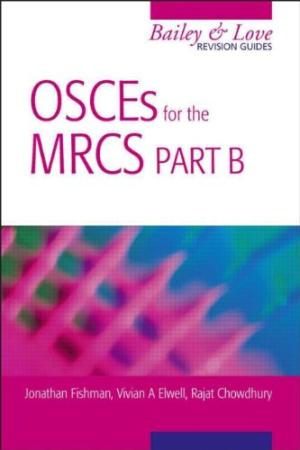 Bailey & Love
REVISION GUIDES
OSCEs for the
MRCS PART B
Jonathan Fishman, Vivian A Elwell, Rajat Chowdhury